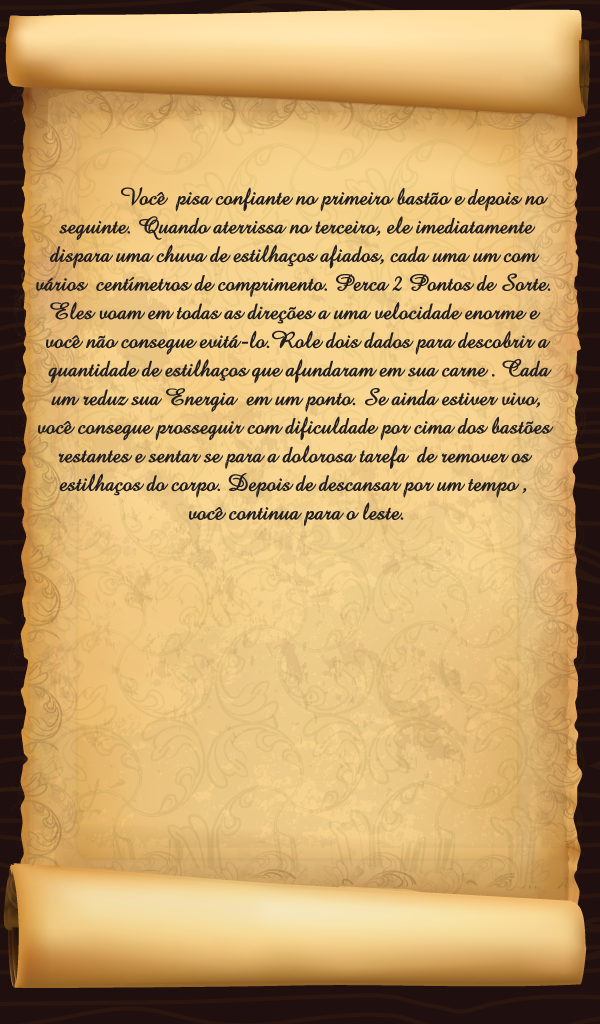 Você pisa confiante no primeiro bastão e depois no
seguinte. Quando aterrissa no terceiro, ele imediatamente
dispara uma chuva de estilhaços afiados, cada uma um com
vários centímetros de comprimento. Perca 2 Pontos de Sorte.
Eles voam em todas as direções a uma velocidade enorme e
você não consegue evitá-lo. Role dois dados para descobrir a
quantidade de estilhaços que afundaram em sua carne . Cada
um reduz sua Energia em um ponto. Se ainda estiver vivo,
você consegue prosseguir com dificuldade por cima dos bastões
restantes e sentar se para a dolorosa tarefa de remover os
estilhaços do corpo. Depois de descansar por um tempo ,
você continua para o leste.